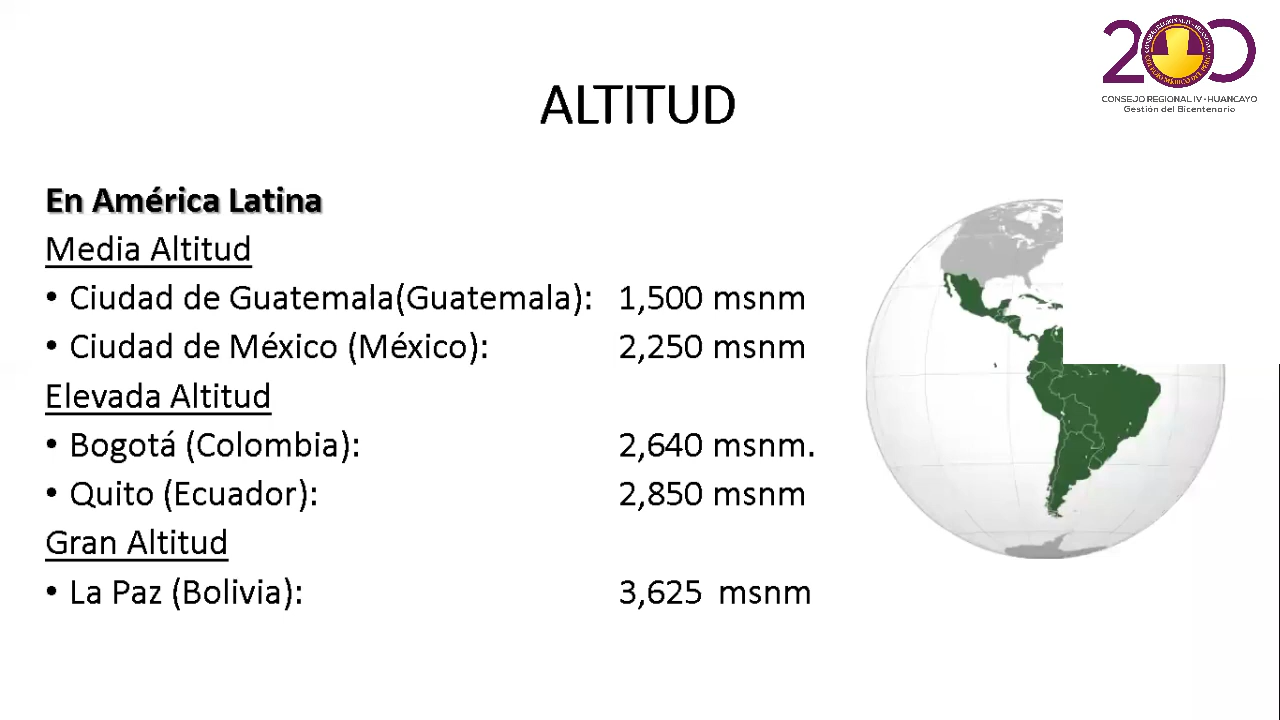 200
CONSEJO REGIONAL IV - HUANCAYO
Gestión del Bicentenario
ALTITUD
En América Latina
Media Altitud
• Ciudad de Guatemala(Guatemala): 1,500 msnm
• Ciudad de México (México): 2,250 msnm
Elevada Altitud
• Bogotá (Colombia): 2,640 msnm.
• Quito (Ecuador): 2,850 msnm
Gran Altitud
• La Paz (Bolivia): 3,625 msnm